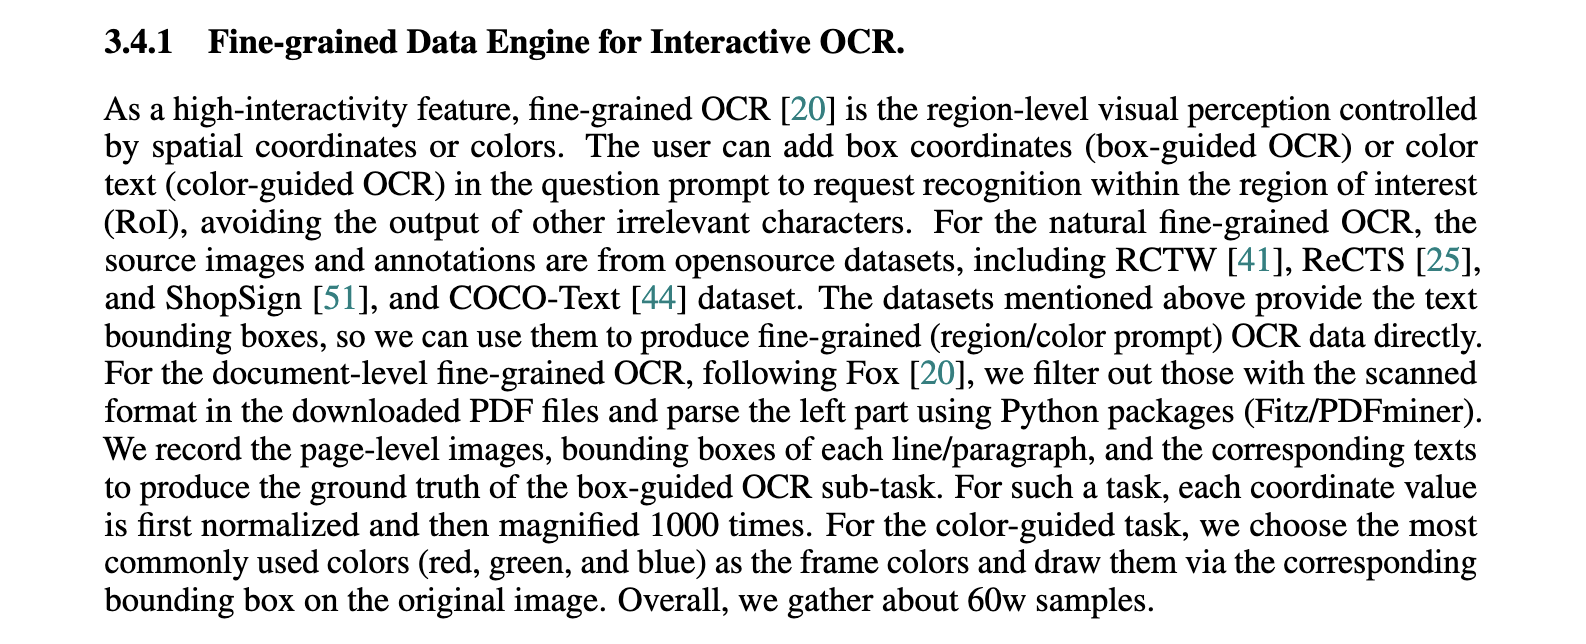 3.4.1 Fine-grained Data Engine for Interactive OCR.
As a high-interactivity feature, fine-grained OCR [20] is the region-level visual perception controlled
by spatial coordinates or colors. The user can add box coordinates (box-guided OCR) or color
text (color-guided OCR) in the question prompt to request recognition within the region of interest
(RoI), avoiding the output of other irrelevant characters. For the natural fine-grained OCR, the
source images and annotations are from opensource datasets, including RCTW [41], ReCTS [25],
and ShopSign [51], and COCO-Text [44] dataset. The datasets mentioned above provide the text
bounding boxes, so we can use them to produce fine-grained (region/color prompt) OCR data directly.
For the document-level fine-grained OCR, following Fox [20], we filter out those with the scanned
format in the downloaded PDF files and parse the left part using Python packages (Fitz/PDFminer).
We record the page-level images, bounding boxes of each line/paragraph, and the corresponding texts
to produce the ground truth of the box-guided OCR sub-task. For such a task, each coordinate value
is first normalized and then magnified 1000 times. For the color-guided task, we choose the most
commonly used colors (red, green, and blue) as the frame colors and draw them via the corresponding
bounding box on the original image. Overall, we gather about 60w samples.